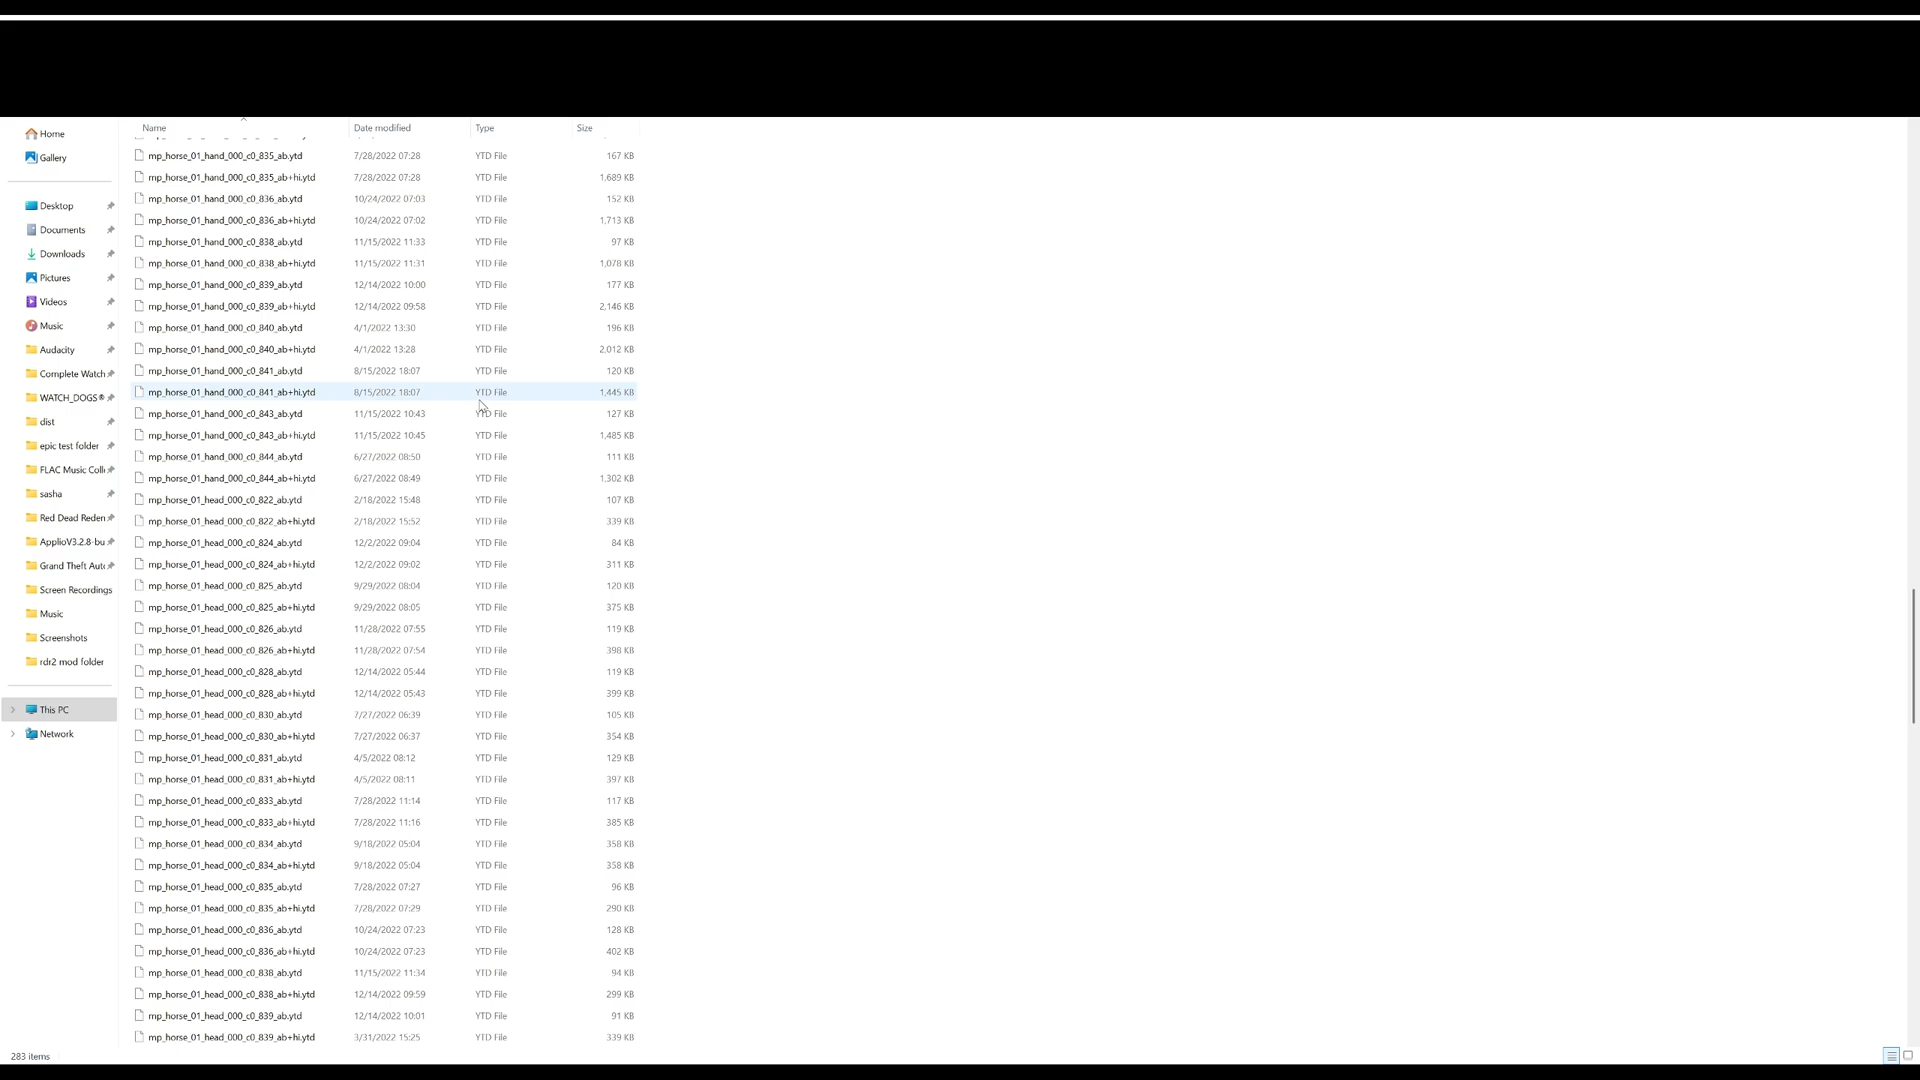 Name Date modified Type Size
Home
Gallery
Desktop
Documents
Downloads
Pictures
Videos
Music
Audacity
Complete Watch
WATCH_DOGS®
dist
epic test folder
FLAC Music Coll
sasha
Red Dead Reden
ApplioV3.2.8-bu
Grand Theft Aut
Screen Recordings
Music
Screenshots
rdr2 mod folder
This PC
Network
mp_horse_01_hand_000_c0_835_ab.ytd 7/28/2022 07:28 YTD File 167 KB
mp_horse_01_hand_000_c0_835_ab+hi.ytd 7/28/2022 07:28 YTD File 1,689 KB
mp_horse_01_hand_000_c0_836_ab.ytd 10/24/2022 07:03 YTD File 152 KB
mp_horse_01_hand_000_c0_836_ab+hi.ytd 10/24/2022 07:02 YTD File 1,713 KB
mp_horse_01_hand_000_c0_838_ab.ytd 11/15/2022 11:33 YTD File 97 KB
mp_horse_01_hand_000_c0_838_ab+hi.ytd 11/15/2022 11:31 YTD File 1,078 KB
mp_horse_01_hand_000_c0_839_ab.ytd 12/14/2022 10:00 YTD File 177 KB
mp_horse_01_hand_000_c0_839_ab+hi.ytd 12/14/2022 09:58 YTD File 2,146 KB
mp_horse_01_hand_000_c0_840_ab.ytd 4/1/2022 13:30 YTD File 196 KB
mp_horse_01_hand_000_c0_840_ab+hi.ytd 4/1/2022 13:28 YTD File 2,012 KB
mp_horse_01_hand_000_c0_841_ab.ytd 8/15/2022 18:07 YTD File 120 KB
mp_horse_01_hand_000_c0_841_ab+hi.ytd 8/15/2022 18:07 YTD File 1,445 KB
mp_horse_01_hand_000_c0_843_ab.ytd 11/15/2022 10:43 YTD File 127 KB
mp_horse_01_hand_000_c0_843_ab+hi.ytd 11/15/2022 10:45 YTD File 1,485 KB
mp_horse_01_hand_000_c0_844_ab.ytd 6/27/2022 08:50 YTD File 111 KB
mp_horse_01_hand_000_c0_844_ab+hi.ytd 6/27/2022 08:49 YTD File 1,302 KB
mp_horse_01_head_000_c0_822_ab.ytd 2/18/2022 15:48 YTD File 107 KB
mp_horse_01_head_000_c0_822_ab+hi.ytd 2/18/2022 15:52 YTD File 339 KB
mp_horse_01_head_000_c0_824_ab.ytd 12/2/2022 09:04 YTD File 84 KB
mp_horse_01_head_000_c0_824_ab+hi.ytd 12/2/2022 09:02 YTD File 311 KB
mp_horse_01_head_000_c0_825_ab.ytd 9/29/2022 08:04 YTD File 120 KB
mp_horse_01_head_000_c0_825_ab+hi.ytd 9/29/2022 08:05 YTD File 375 KB
mp_horse_01_head_000_c0_826_ab.ytd 11/28/2022 07:55 YTD File 119 KB
mp_horse_01_head_000_c0_826_ab+hi.ytd 11/28/2022 07:54 YTD File 398 KB
mp_horse_01_head_000_c0_828_ab.ytd 12/14/2022 05:44 YTD File 119 KB
mp_horse_01_head_000_c0_828_ab+hi.ytd 12/14/2022 05:43 YTD File 399 KB
mp_horse_01_head_000_c0_830_ab.ytd 7/27/2022 06:39 YTD File 105 KB
mp_horse_01_head_000_c0_830_ab+hi.ytd 7/27/2022 06:37 YTD File 354 KB
mp_horse_01_head_000_c0_831_ab.ytd 4/5/2022 08:12 YTD File 129 KB
mp_horse_01_head_000_c0_831_ab+hi.ytd 4/5/2022 08:11 YTD File 397 KB
mp_horse_01_head_000_c0_833_ab.ytd 7/28/2022 11:14 YTD File 117 KB
mp_horse_01_head_000_c0_833_ab+hi.ytd 7/28/2022 11:16 YTD File 385 KB
mp_horse_01_head_000_c0_834_ab.ytd 9/18/2022 05:04 YTD File 358 KB
mp_horse_01_head_000_c0_834_ab+hi.ytd 9/18/2022 05:04 YTD File 358 KB
mp_horse_01_head_000_c0_835_ab.ytd 7/28/2022 07:27 YTD File 96 KB
mp_horse_01_head_000_c0_835_ab+hi.ytd 7/28/2022 07:29 YTD File 290 KB
mp_horse_01_head_000_c0_836_ab.ytd 10/24/2022 07:23 YTD File 128 KB
mp_horse_01_head_000_c0_836_ab+hi.ytd 10/24/2022 07:23 YTD File 402 KB
mp_horse_01_head_000_c0_838_ab.ytd 11/15/2022 11:34 YTD File 94 KB
mp_horse_01_head_000_c0_838_ab+hi.ytd 12/14/2022 09:59 YTD File 299 KB
mp_horse_01_head_000_c0_839_ab.ytd 12/14/2022 10:01 YTD File 91 KB
mp_horse_01_head_000_c0_839_ab+hi.ytd 3/31/2022 15:25 YTD File 339 KB
283 items